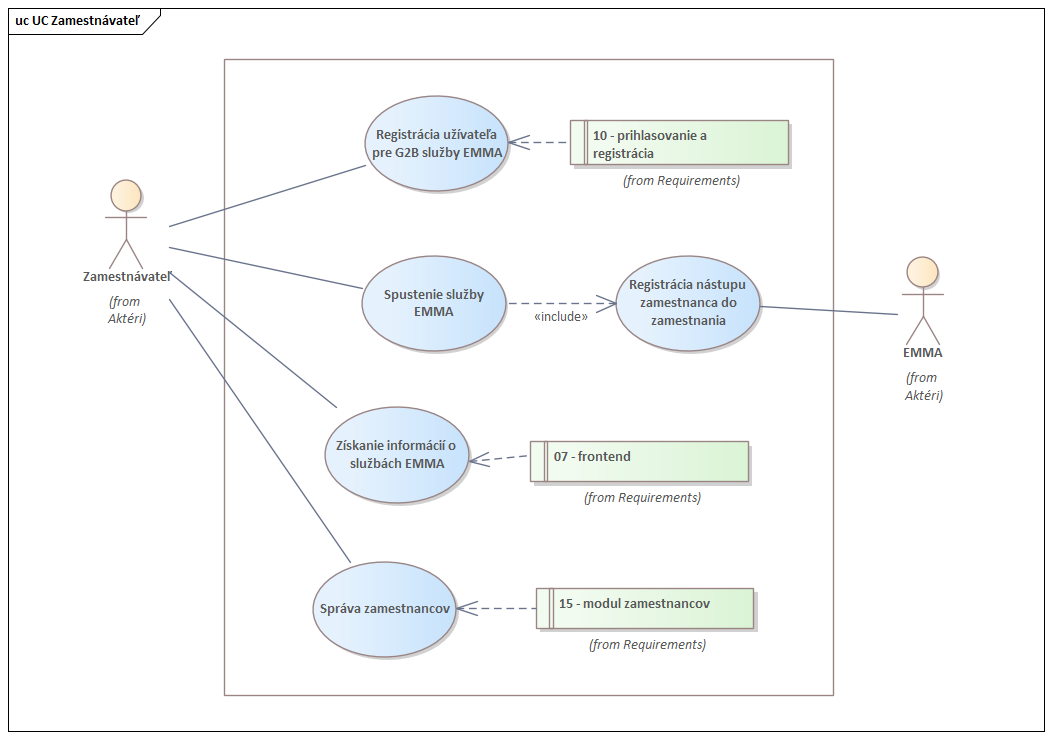 uc UC Zamestnávateľ
Registrácia užívateľa
pre G2B služby EMMA
10 - prihlasovanie a
registrácia
(from Requirements)
Zamestnávateľ
(from
Aktéri)
Spustenie služby
EMMA
«include»
Registrácia nástupu
zamestnanca do
zamestnania
EMMA
(from
Aktéri)
Získanie informácií o
službách EMMA
07 - frontend
(from Requirements)
Správa zamestnancov
15 - modul zamestnancov
(from Requirements)